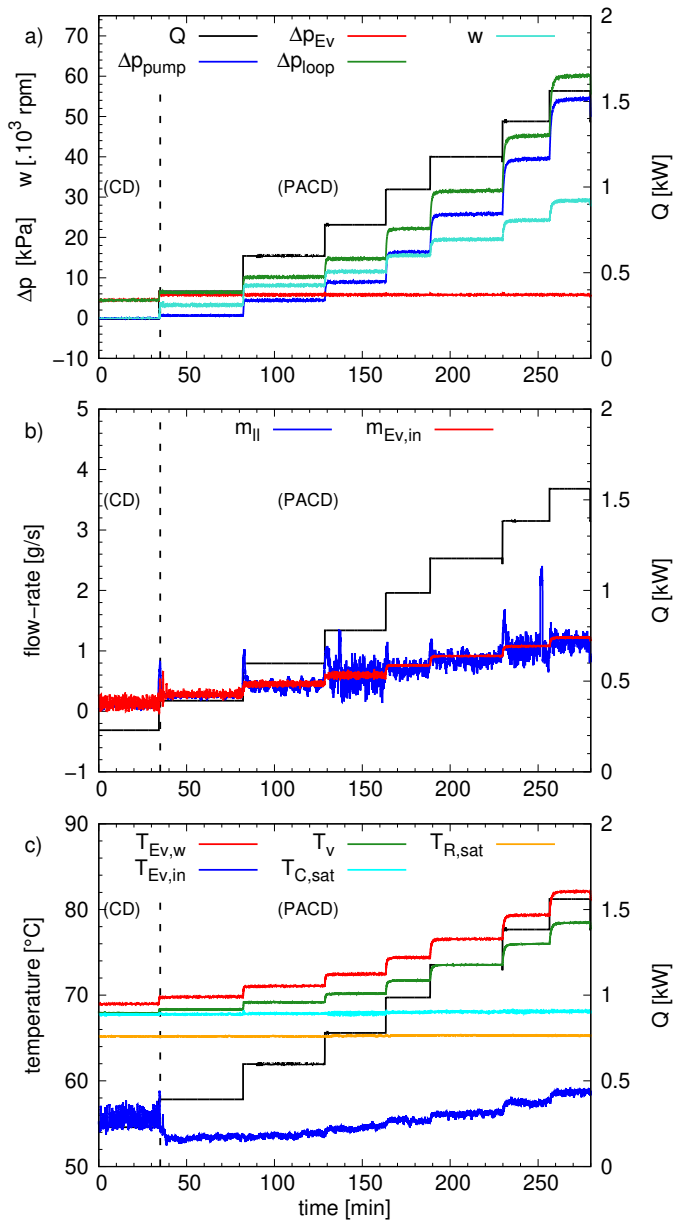 a)
Q Δp_Ev w
Δp_pump Δp_loop
(CD) (PACD)
Δp [kPa] w [.10³ rpm]
70
60
50
40
30
20
10
0
−10
2
1.5
1
0.5
0
Q [kW]
0 50 100 150 200 250
b)
m_ll m_Ev,in
(CD) (PACD)
flow-rate [g/s]
5
4
3
2
1
0
−1
2
1.5
1
0.5
0
Q [kW]
0 50 100 150 200 250
c)
T_Ev,w T_v T_R,sat
T_Ev,in T_C,sat
(CD) (PACD)
temperature [°C]
90
80
70
60
50
2
1.5
1
0.5
0
Q [kW]
0 50 100 150 200 250
time [min]